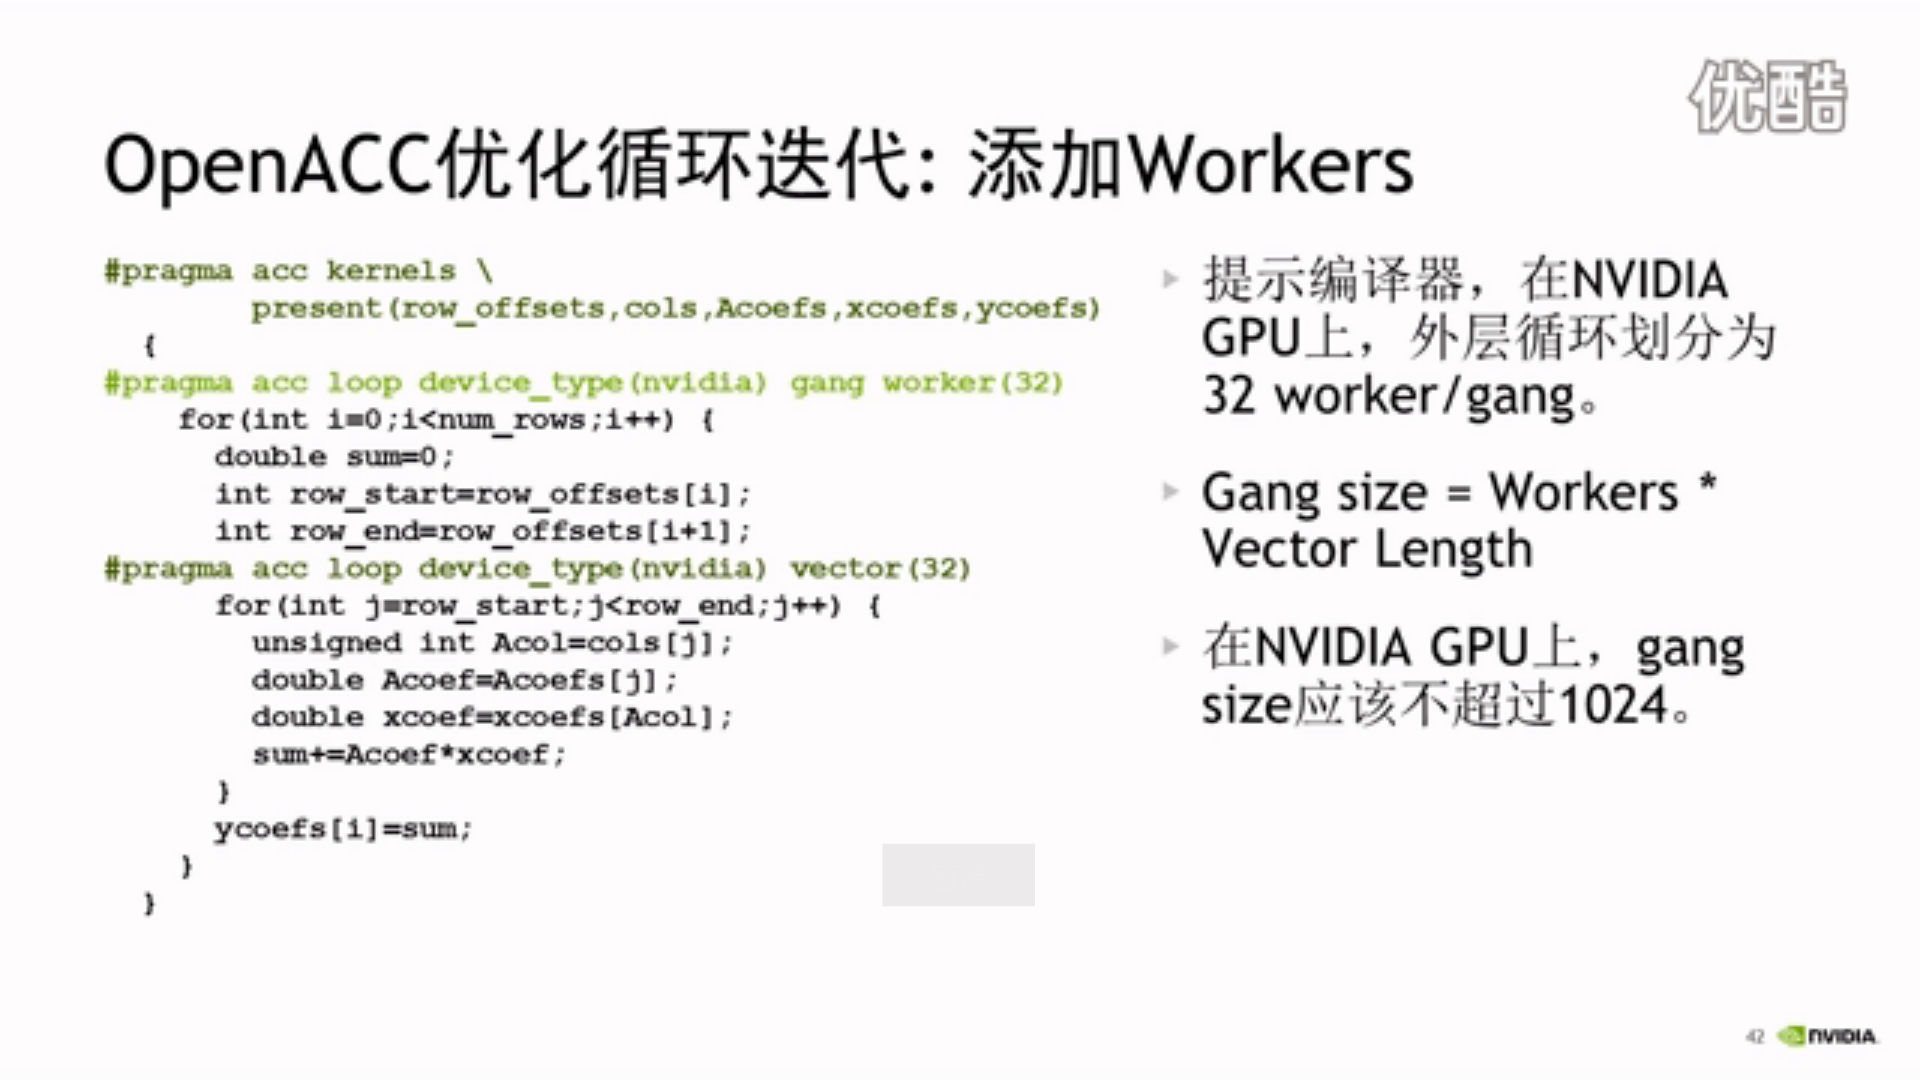 优酷
OpenACC优化循环迭代: 添加Workers
#pragma acc kernels \
present(row_offsets,cols,Acoefs,xcoefs,ycoefs)
{
#pragma acc loop device_type(nvidia) gang worker(32)
for(int i=0;i<num_rows;i++) {
double sum=0;
int row_start=row_offsets[i];
int row_end=row_offsets[i+1];
#pragma acc loop device_type(nvidia) vector(32)
for(int j=row_start;j<row_end;j++) {
unsigned int Acol=cols[j];
double Acoef=Acoefs[j];
double xcoef=xcoefs[Acol];
sum+=Acoef*xcoef;
}
ycoefs[i]=sum;
}
}
提示编译器，在NVIDIA
GPU上，外层循环划分为
32 worker/gang。
Gang size = Workers *
Vector Length
在NVIDIA GPU上，gang
size应该不超过1024。
42 NVIDIA